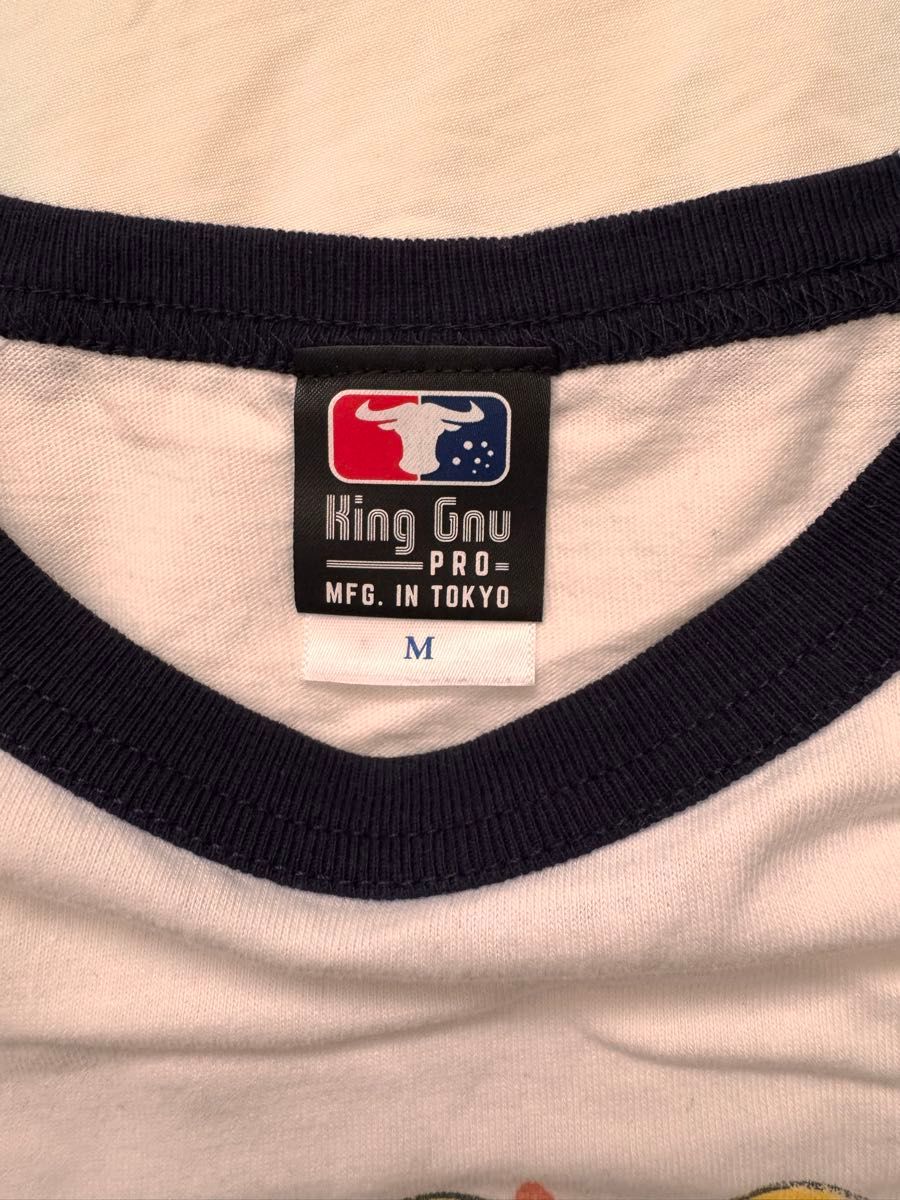 King Gnu
PRO
MFG. IN TOKYO
M